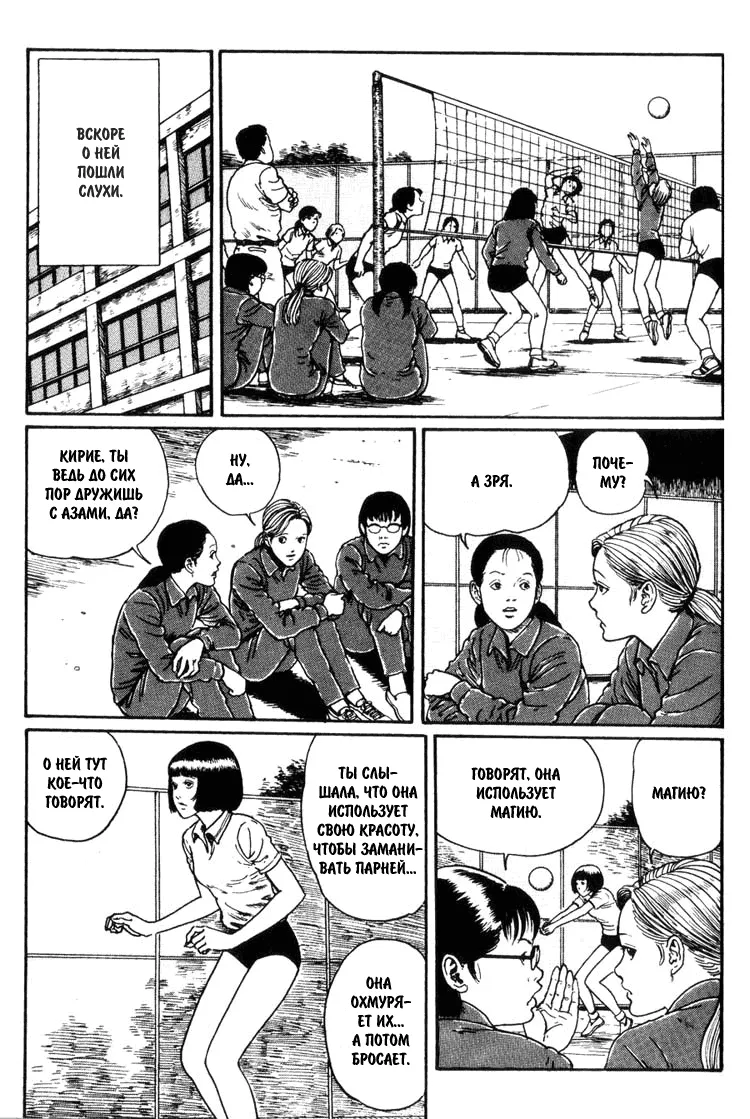 ВСКОРЕ
О НЕЙ
ПОШЛИ
СЛУХИ.
КИРИЕ, ТЫ
ВЕДЬ ДО СИХ
ПОР ДРУЖИШЬ
С АЗАМИ, ДА?
НУ,
ДА...
А ЗРЯ.
ПОЧЕ-
МУ?
О НЕЙ ТУТ
КОЕ-ЧТО
ГОВОРЯТ.
ТЫ СЛЫ-
ШАЛА, ЧТО ОНА
ИСПОЛЬЗУЕТ
СВОЮ КРАСОТУ,
ЧТОБЫ ЗАМАНИ-
ВАТЬ ПАРНЕЙ...
ОНА
ОХМУРЯ-
ЕТ ИХ...
А ПОТОМ
БРОСАЕТ.
ГОВОРЯТ, ОНА
ИСПОЛЬЗУЕТ
МАГИЮ.
МАГИЮ?